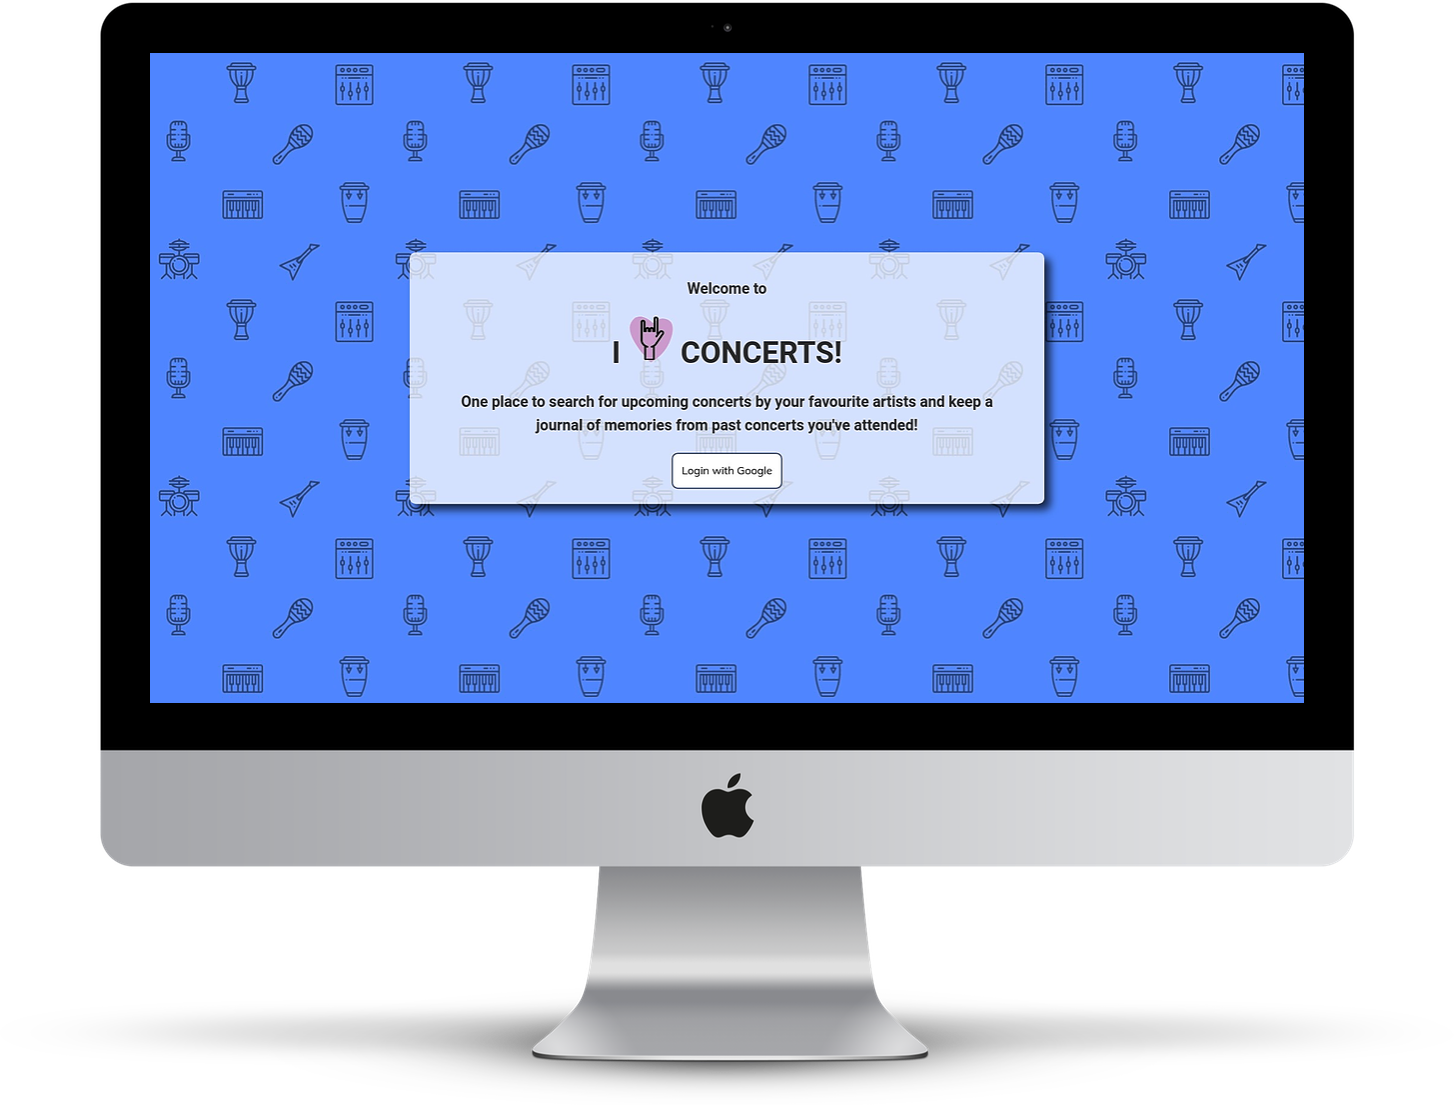 Welcome to
I CONCERTS!
One place to search for upcoming concerts by your favourite artists and keep a
journal of memories from past concerts you've attended!
Login with Google